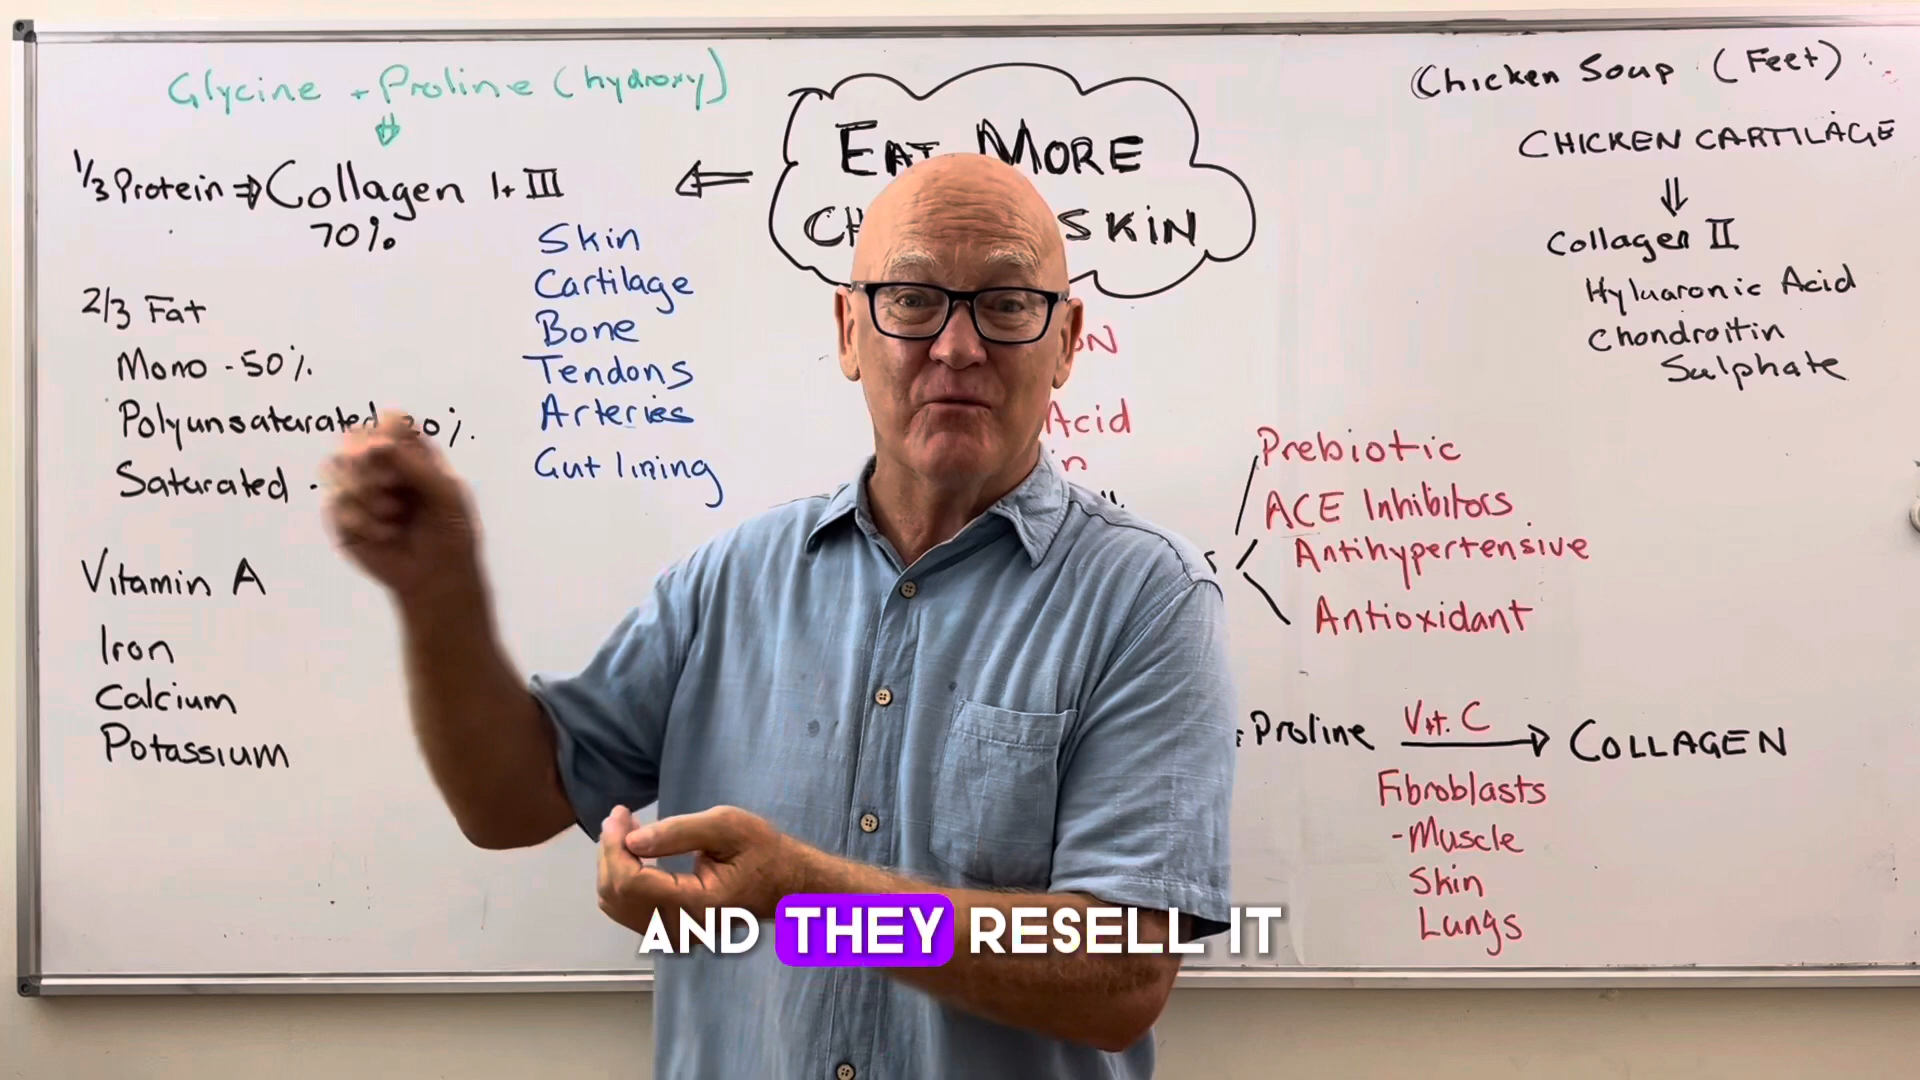 Glycine + Proline (hydroxy)
1/3 Protein ⇒ Collagen 1+III
70%
2/3 Fat
Mono - 50%.
Polyunsaturated
Saturated -
Vitamin A
Iron
Calcium
Potassium
Skin
Cartilage
Bone
Tendons
Arteries
Gut lining
EAT MORE
SKIN
Acid
Chicken Soup (Feet)
CHICKEN CARTILAGE
Collagen II
Hyluaronic Acid
Chondroitin
Sulphate
Prebiotic
ACE Inhibitors
Antihypertensive
Antioxidant
Proline Vit. C → COLLAGEN
Fibroblasts
- Muscle
Skin
Lungs
AND THEY RESELL IT